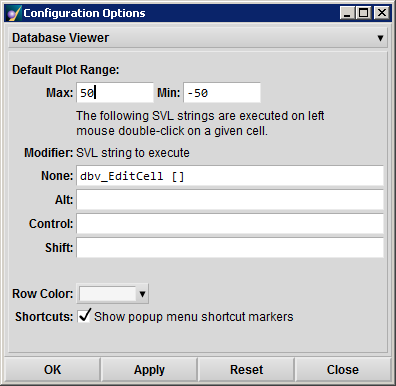 Configuration Options
Database Viewer
Default Plot Range:
Max: 50 Min: -50
The following SVL strings are executed on left
mouse double-click on a given cell.
Modifier: SVL string to execute
None: dbv_EditCell []
Alt:
Control:
Shift:
Row Color:
Shortcuts: Show popup menu shortcut markers
OK Apply Reset Close